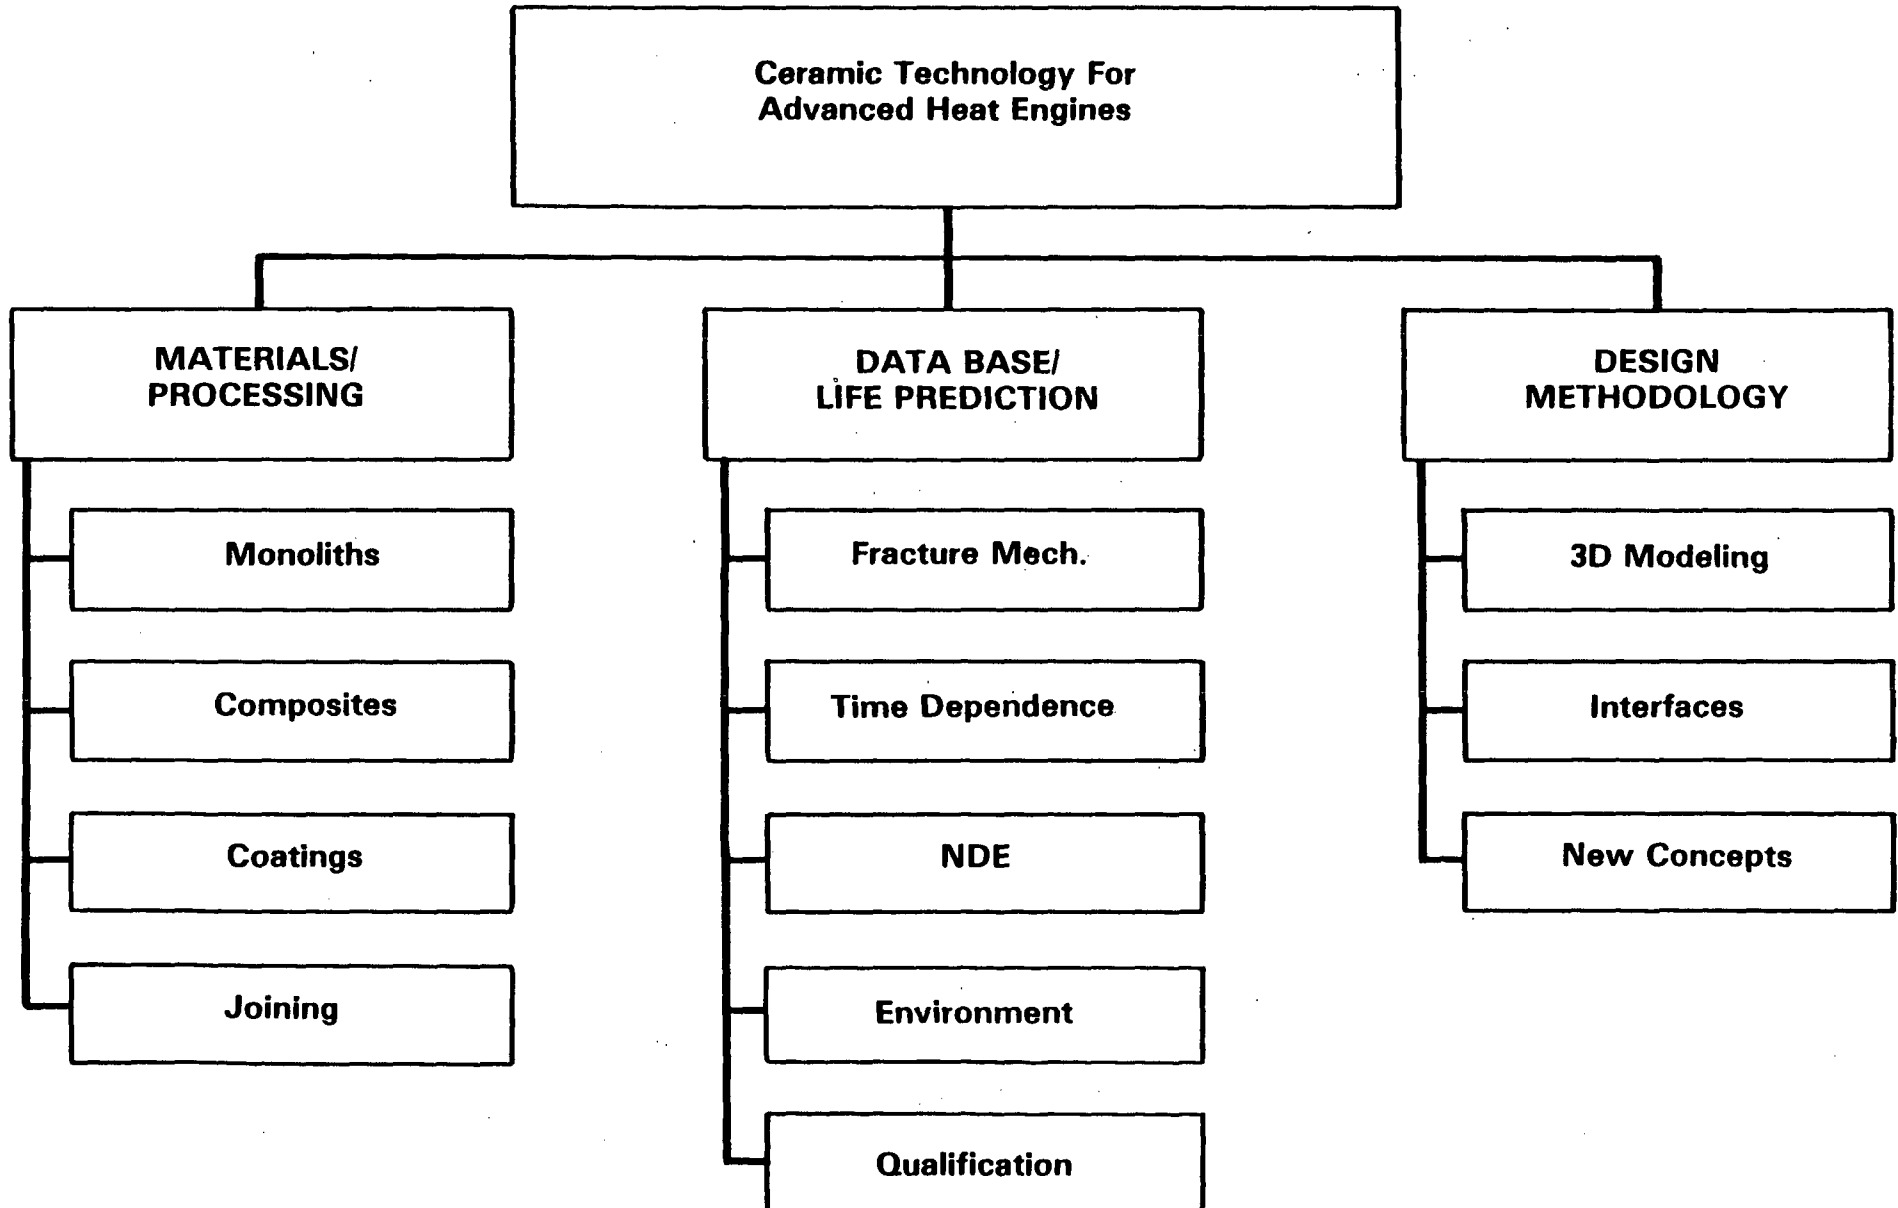 Ceramic Technology For
Advanced Heat Engines
MATERIALS/
PROCESSING
Monoliths
Composites
Coatings
Joining
DATA BASE/
LIFE PREDICTION
Fracture Mech.
Time Dependence
NDE
Environment
Qualification
DESIGN
METHODOLOGY
3D Modeling
Interfaces
New Concepts